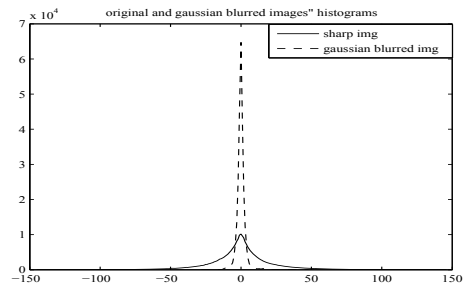 original and gaussian blurred images" histograms
x 10^4
sharp img
gaussian blurred img
7
6
5
4
3
2
1
0
−150 −100 −50 0 50 100 150